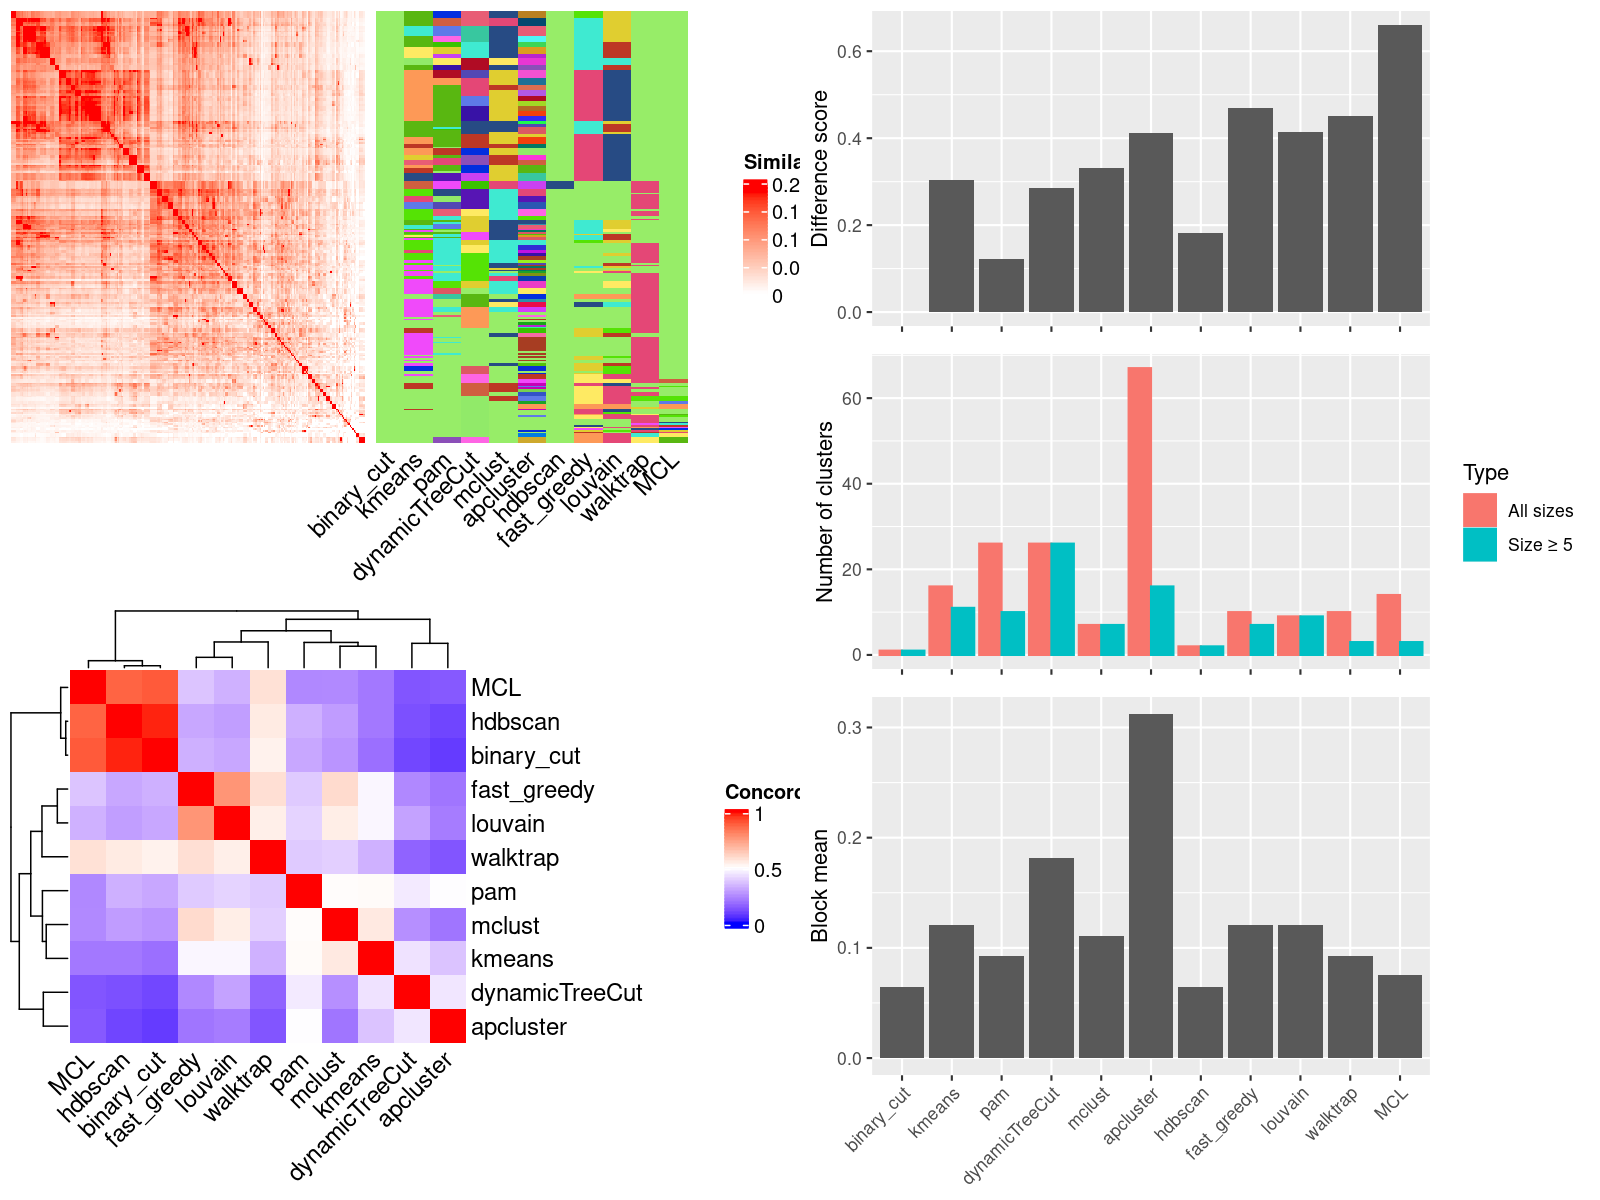 Simila
0.2
0.1
0.1
0.0
0
binary_cut
kmeans
pam
dynamicTreeCut
mclust
apcluster
hdbscan
fast_greedy
louvain
walktrap
MCL
MCL
hdbscan
binary_cut
fast_greedy
louvain
walktrap
pam
mclust
kmeans
dynamicTreeCut
apcluster
MCL
hdbscan
binary_cut
fast_greedy
louvain
walktrap
pam
mclust
kmeans
dynamicTreeCut
apcluster
Concord
1
0.5
0
Difference score
0.6
0.4
0.2
0.0
Number of clusters
60
40
20
0
Type
All sizes
Size ≥ 5
Block mean
0.3
0.2
0.1
0.0
binary_cut
kmeans
pam
dynamicTreeCut
mclust
apcluster
hdbscan
fast_greedy
louvain
walktrap
MCL